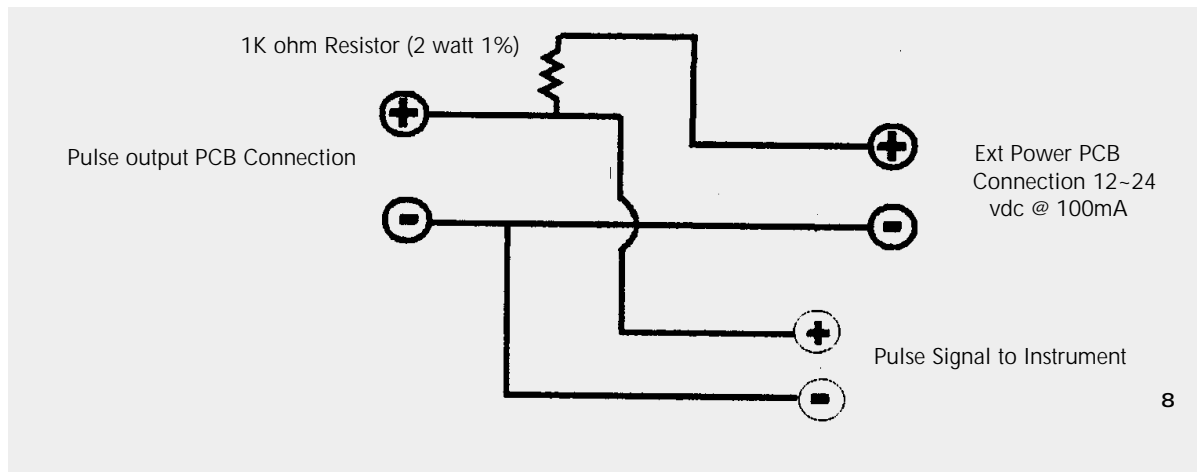 1K ohm Resistor (2 watt 1%)
Pulse output PCB Connection
Ext Power PCB
Connection 12~24
vdc @ 100mA
Pulse Signal to Instrument
8